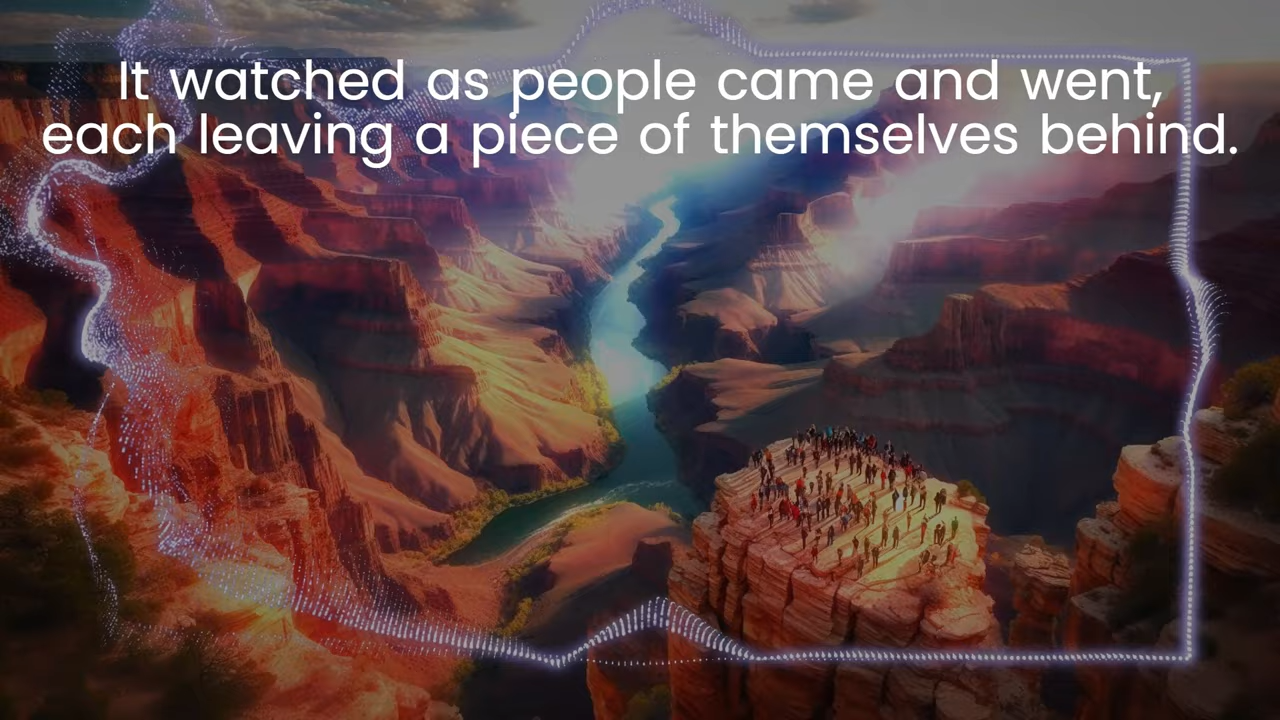 It watched as people came and went,
each leaving a piece of themselves behind.